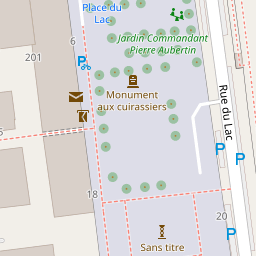 Place du
Lac
6
Jardin Commandant
Pierre Aubertin
201
P
P
Monument
aux cuirassiers
Rue du Lac
P
18
20
P
Sans titre